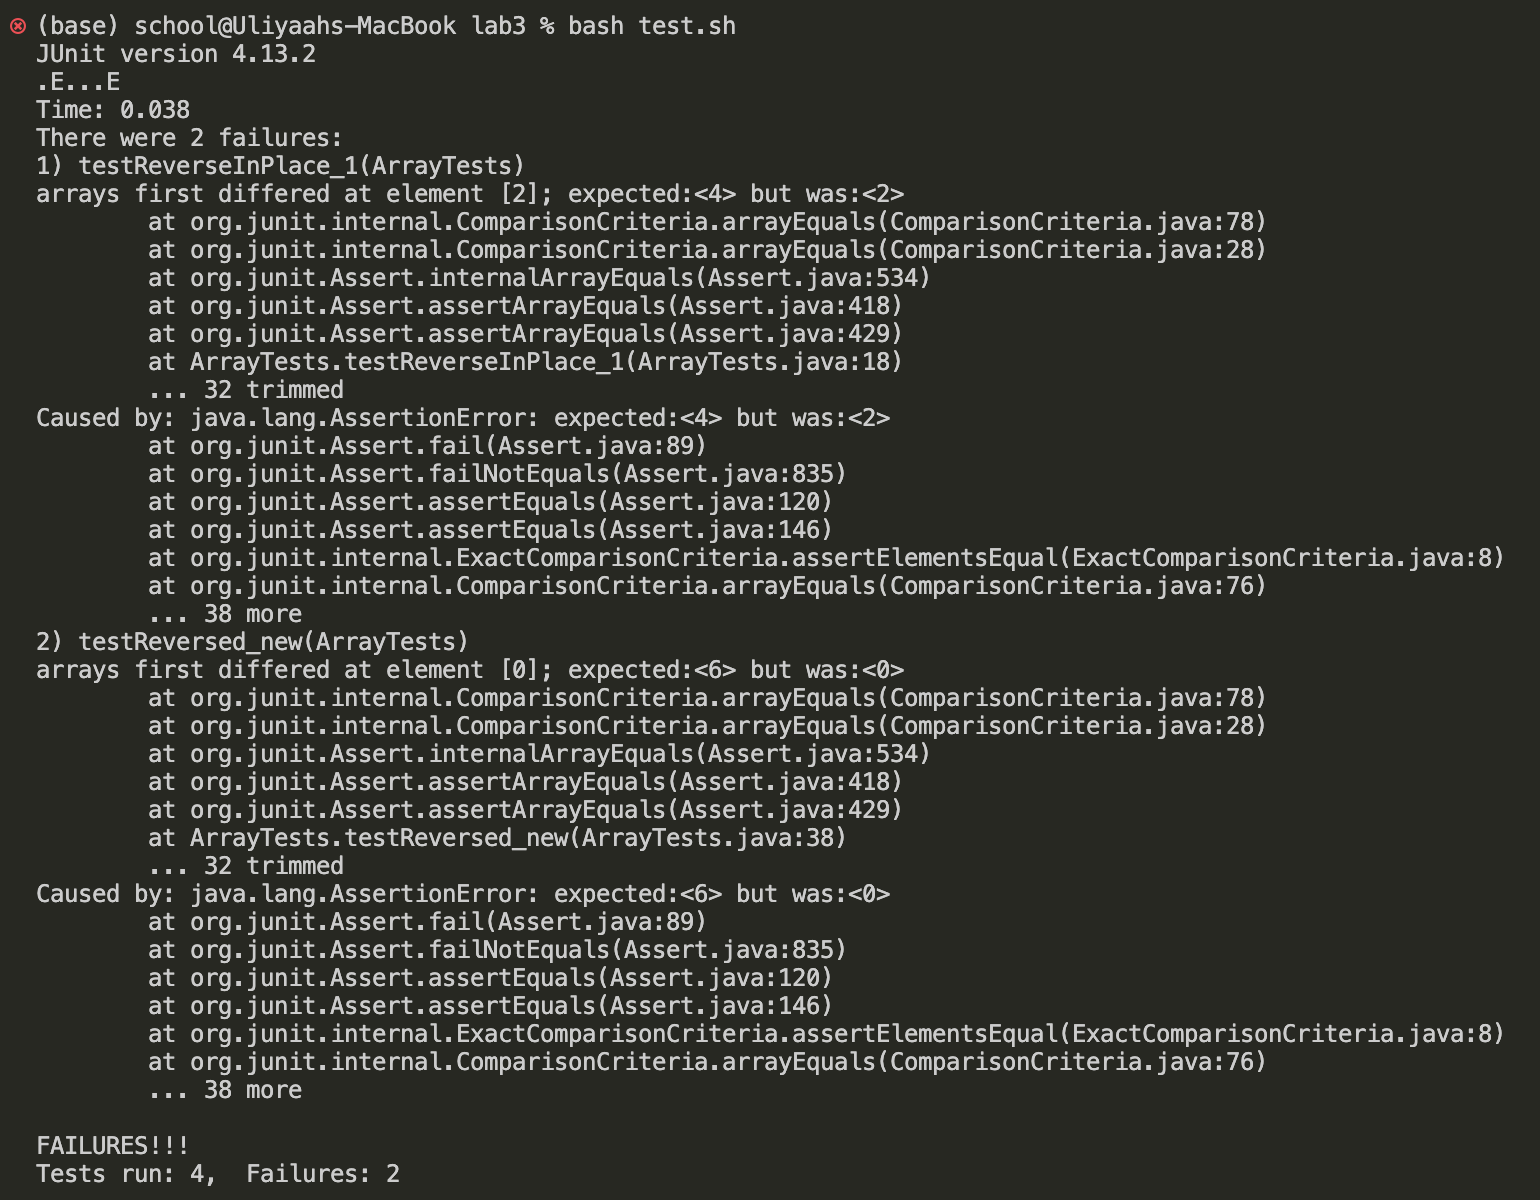 (base) school@Uliyaahs-MacBook lab3 % bash test.sh
JUnit version 4.13.2
.E...E
Time: 0.038
There were 2 failures:
1) testReverseInPlace_1(ArrayTests)
arrays first differed at element [2]; expected:<4> but was:<2>
        at org.junit.internal.ComparisonCriteria.arrayEquals(ComparisonCriteria.java:78)
        at org.junit.internal.ComparisonCriteria.arrayEquals(ComparisonCriteria.java:28)
        at org.junit.Assert.internalArrayEquals(Assert.java:534)
        at org.junit.Assert.assertArrayEquals(Assert.java:418)
        at org.junit.Assert.assertArrayEquals(Assert.java:429)
        at ArrayTests.testReverseInPlace_1(ArrayTests.java:18)
        ... 32 trimmed
Caused by: java.lang.AssertionError: expected:<4> but was:<2>
        at org.junit.Assert.fail(Assert.java:89)
        at org.junit.Assert.failNotEquals(Assert.java:835)
        at org.junit.Assert.assertEquals(Assert.java:120)
        at org.junit.Assert.assertEquals(Assert.java:146)
        at org.junit.internal.ExactComparisonCriteria.assertElementsEqual(ExactComparisonCriteria.java:8)
        at org.junit.internal.ComparisonCriteria.arrayEquals(ComparisonCriteria.java:76)
        ... 38 more
2) testReversed_new(ArrayTests)
arrays first differed at element [0]; expected:<6> but was:<0>
        at org.junit.internal.ComparisonCriteria.arrayEquals(ComparisonCriteria.java:78)
        at org.junit.internal.ComparisonCriteria.arrayEquals(ComparisonCriteria.java:28)
        at org.junit.Assert.internalArrayEquals(Assert.java:534)
        at org.junit.Assert.assertArrayEquals(Assert.java:418)
        at org.junit.Assert.assertArrayEquals(Assert.java:429)
        at ArrayTests.testReversed_new(ArrayTests.java:38)
        ... 32 trimmed
Caused by: java.lang.AssertionError: expected:<6> but was:<0>
        at org.junit.Assert.fail(Assert.java:89)
        at org.junit.Assert.failNotEquals(Assert.java:835)
        at org.junit.Assert.assertEquals(Assert.java:120)
        at org.junit.Assert.assertEquals(Assert.java:146)
        at org.junit.internal.ExactComparisonCriteria.assertElementsEqual(ExactComparisonCriteria.java:8)
        at org.junit.internal.ComparisonCriteria.arrayEquals(ComparisonCriteria.java:76)
        ... 38 more

FAILURES!!!
Tests run: 4,  Failures: 2